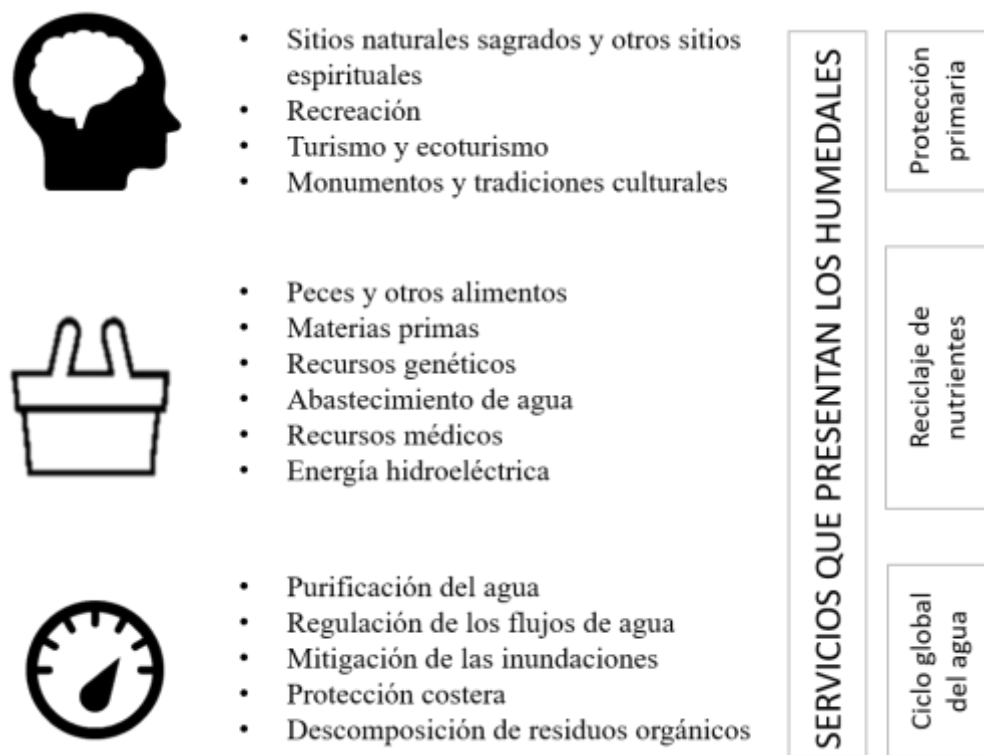 • Sitios naturales sagrados y otros sitios
espirituales
• Recreación
• Turismo y ecoturismo
• Monumentos y tradiciones culturales
• Peces y otros alimentos
• Materias primas
• Recursos genéticos
• Abastecimiento de agua
• Recursos médicos
• Energía hidroeléctrica
• Purificación del agua
• Regulación de los flujos de agua
• Mitigación de las inundaciones
• Protección costera
• Descomposición de residuos orgánicos
SERVICIOS QUE PRESENTAN LOS HUMEDALES
Protección
primaria
Reciclaje de
nutrientes
Ciclo global
del agua